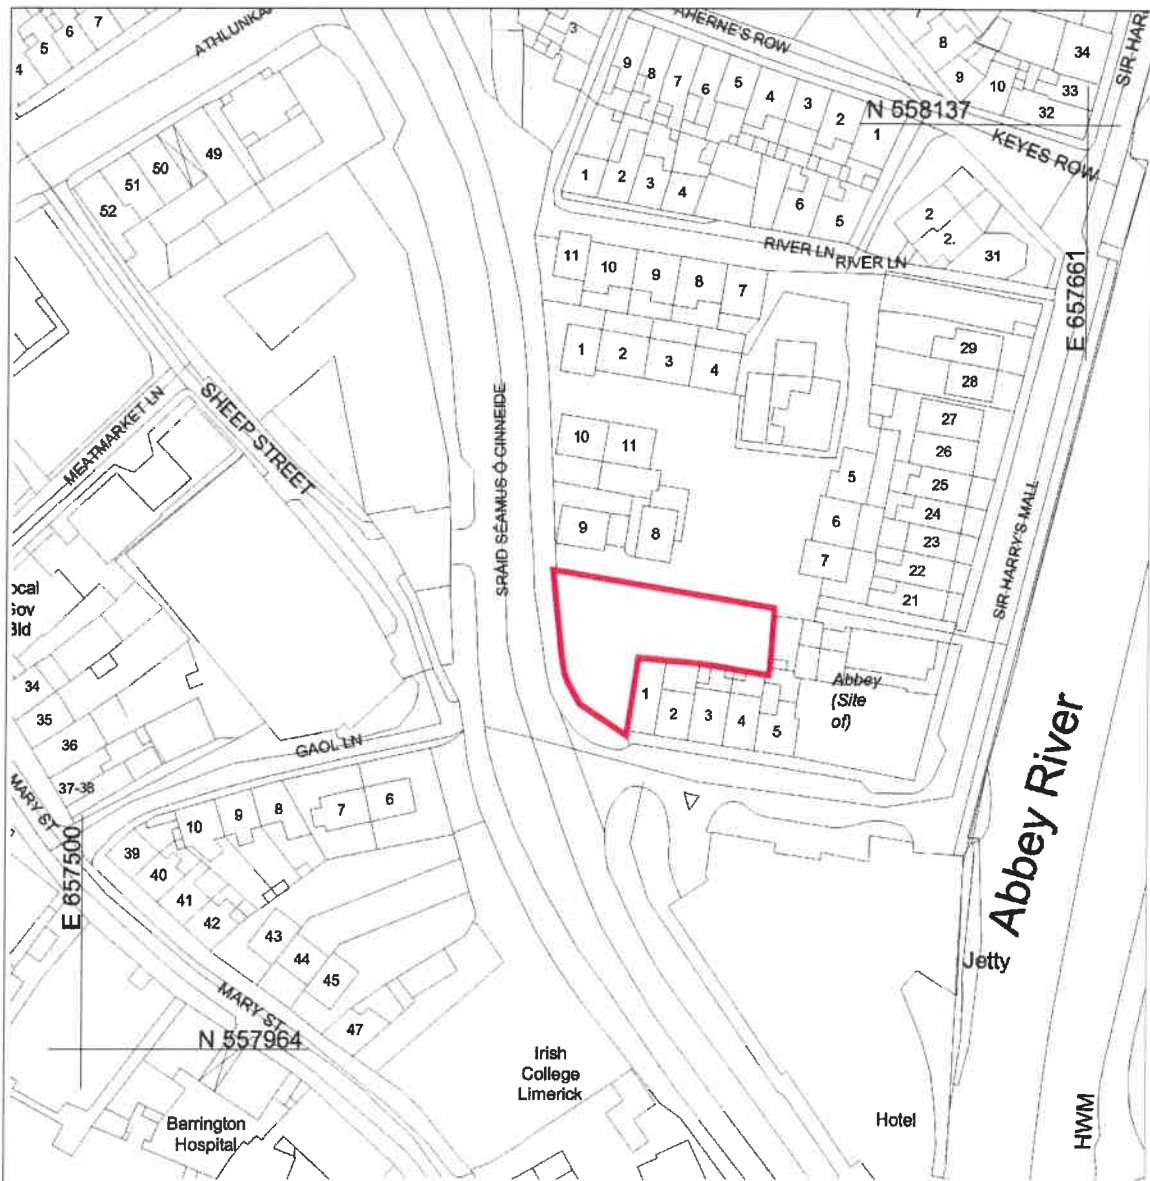 7
6
5
4
ATHLUNKA
3
AHERNE'S ROW
8
34
SIR HAR
9
8
7
6
5
4
3
2
1
9
10
33
32
N 558137
KEYES ROW
49
50
51
52
1
2
3
4
6
5
2
2.
31
RIVER LN
RIVER LN
E 657661
11
10
9
8
7
1
2
3
4
29
28
27
26
25
24
23
22
21
SIR HARRY'S MALL
MEATMARKET LN
SHEEP STREET
SRÁID SÉAMUS Ó CINNEIDE
10
11
9
8
5
6
7
ocal
Gov
Bld
34
35
36
37-38
MARY ST
GAOL LN
1
2
3
4
5
Abbey
(Site
of)
Abbey River
10
9
8
7
6
39
40
41
42
43
44
45
47
E 657500
MARY ST
N 557964
Barrington
Hospital
Irish
College
Limerick
Jetty
Hotel
HWM